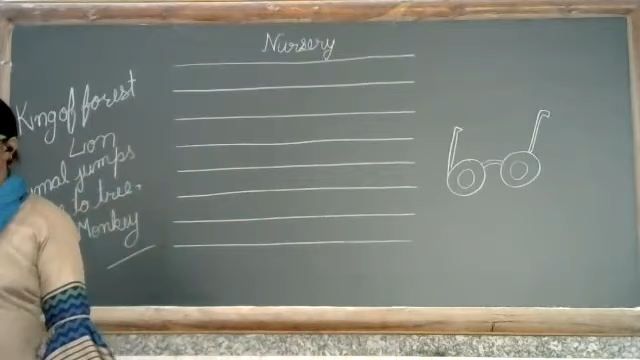 Nursery
King of forest
Lion
mal jumps
to tree,
Monkey